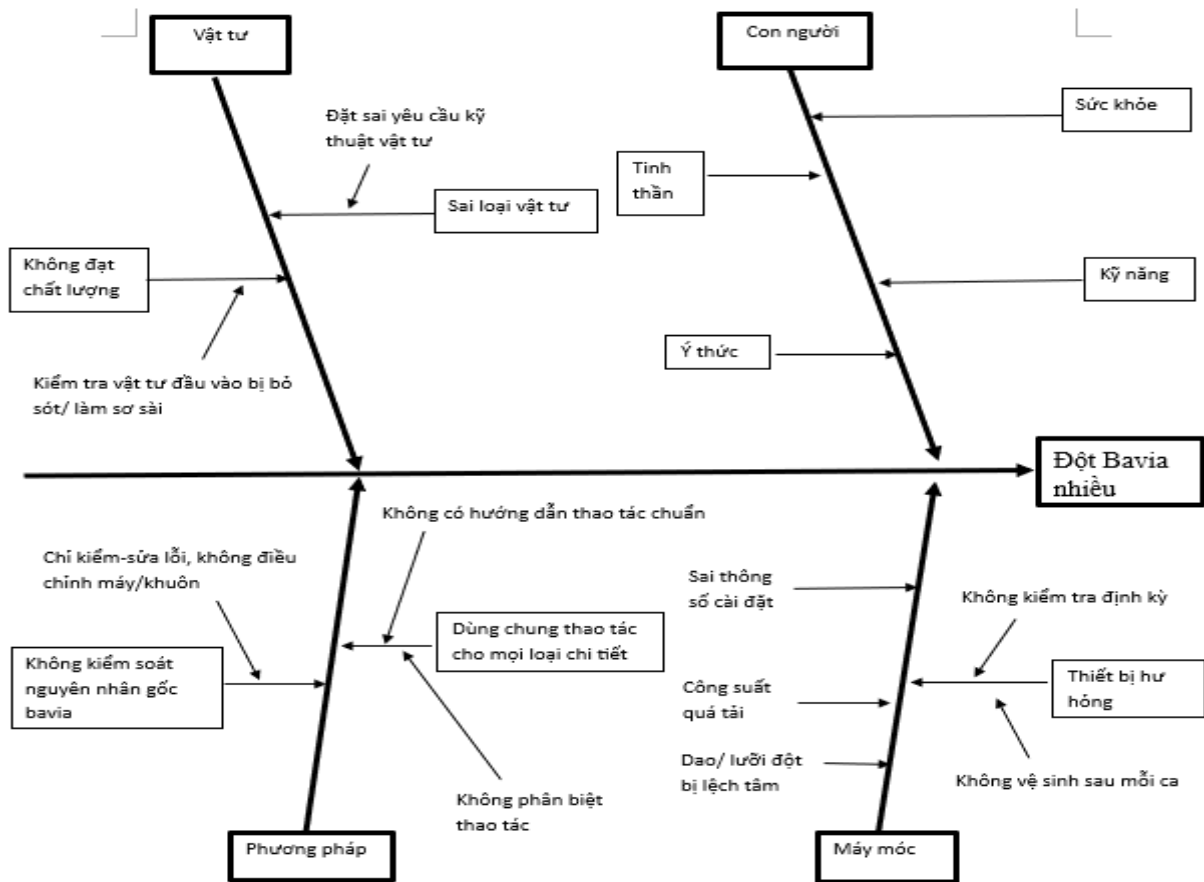 Vật tư
Con người
Đặt sai yêu cầu kỹ
thuật vật tư
Sức khỏe
Tinh
thần
Sai loại vật tư
Không đạt
chất lượng
Kỹ năng
Ý thức
Kiểm tra vật tư đầu vào bị bỏ
sót/ làm sơ sài
Đột Bavia
nhiều
Không có hướng dẫn thao tác chuẩn
Chỉ kiểm-sửa lỗi, không điều
chỉnh máy/khuôn
Sai thông
số cài đặt
Không kiểm tra định kỳ
Dùng chung thao tác
cho mọi loại chi tiết
Không kiểm soát
nguyên nhân gốc
bavia
Thiết bị hư
hỏng
Công suất
quá tải
Dao/ lưỡi đột
bị lệch tâm
Không vệ sinh sau mỗi ca
Không phân biệt
thao tác
Phương pháp
Máy móc